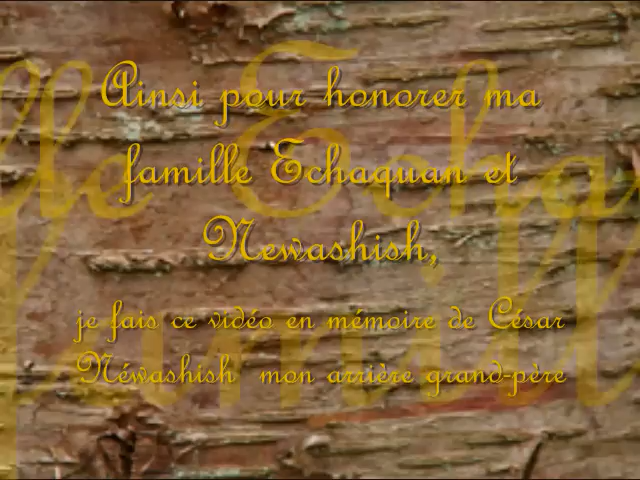 Ainsi pour honorer ma
famille Echaquan et
Newashish,
je fais ce vidéo en mémoire de César
Néwashish mon arrière grand-père